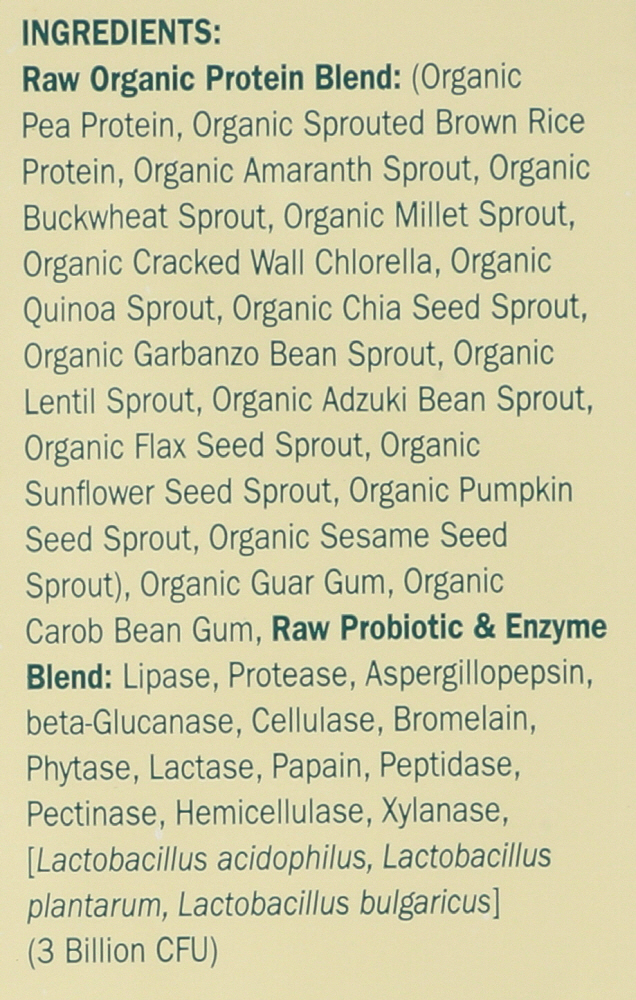 INGREDIENTS:
Raw Organic Protein Blend: (Organic
Pea Protein, Organic Sprouted Brown Rice
Protein, Organic Amaranth Sprout, Organic
Buckwheat Sprout, Organic Millet Sprout,
Organic Cracked Wall Chlorella, Organic
Quinoa Sprout, Organic Chia Seed Sprout,
Organic Garbanzo Bean Sprout, Organic
Lentil Sprout, Organic Adzuki Bean Sprout,
Organic Flax Seed Sprout, Organic
Sunflower Seed Sprout, Organic Pumpkin
Seed Sprout, Organic Sesame Seed
Sprout), Organic Guar Gum, Organic
Carob Bean Gum, Raw Probiotic & Enzyme
Blend: Lipase, Protease, Aspergillopepsin,
beta-Glucanase, Cellulase, Bromelain,
Phytase, Lactase, Papain, Peptidase,
Pectinase, Hemicellulase, Xylanase,
[Lactobacillus acidophilus, Lactobacillus
plantarum, Lactobacillus bulgaricus]
(3 Billion CFU)